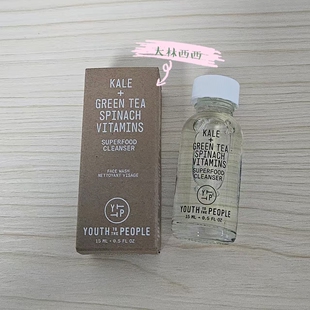 大林西西
KALE
+
GREEN TEA
SPINACH
VITAMINS
SUPERFOOD
CLEANSER
FACE WASH
NETTOYANT VISAGE
Y
T P
YOUTH TO THE PEOPLE
15 ML • 0.5 FL OZ
KALE
+
GREEN TEA
SPINACH
VITAMINS
SUPERFOOD
CLEANSER
Y
T P
YOUTH TO THE PEOPLE
15 ML • 0.5 FL OZ